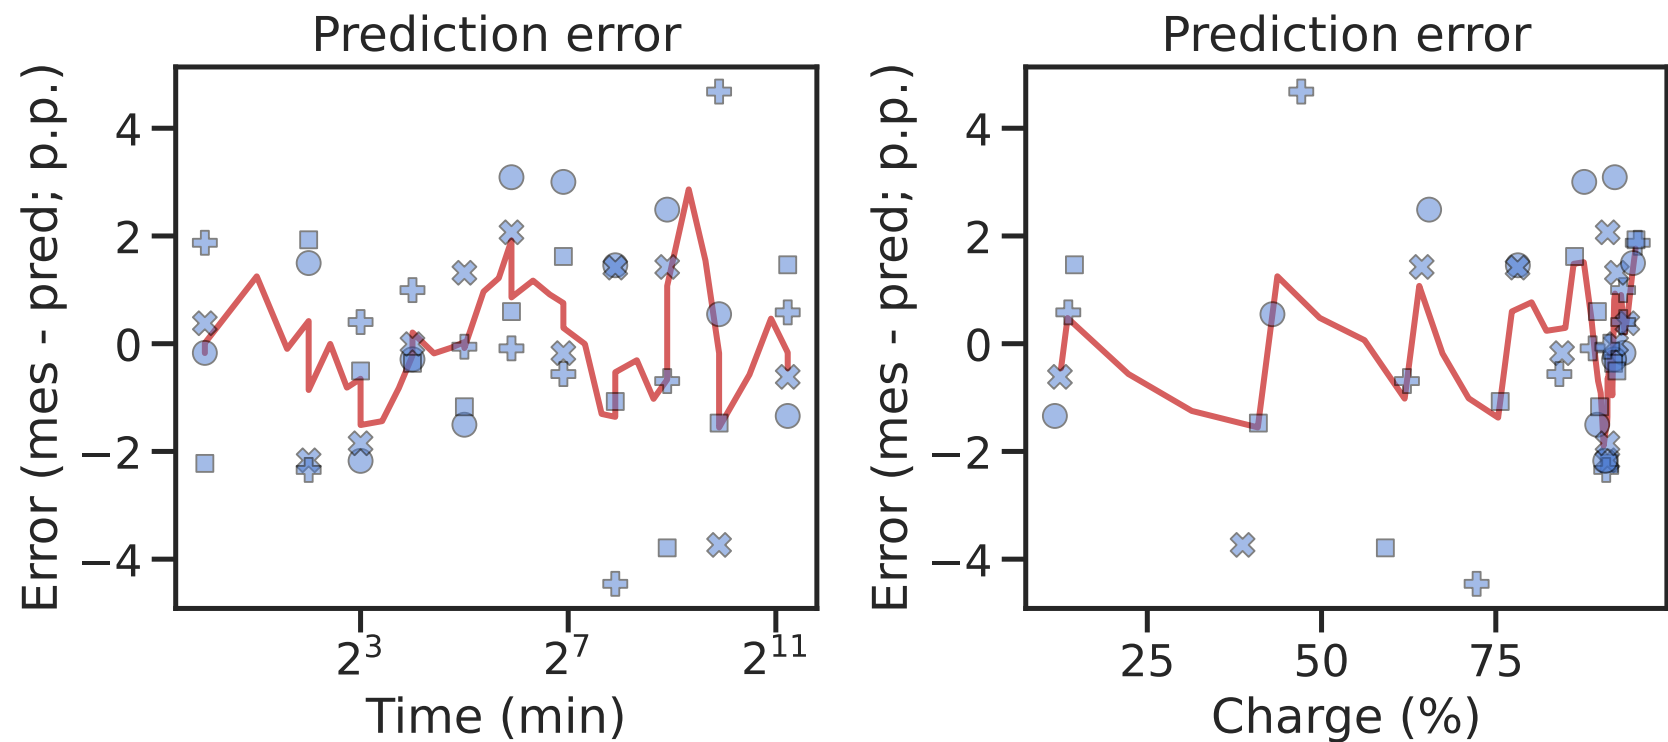 Prediction error
Error (mes - pred; p.p.)
4
2
0
−2
−4
2³
2⁷
2¹¹
Time (min)
Prediction error
Error (mes - pred; p.p.)
4
2
0
−2
−4
25
50
75
Charge (%)